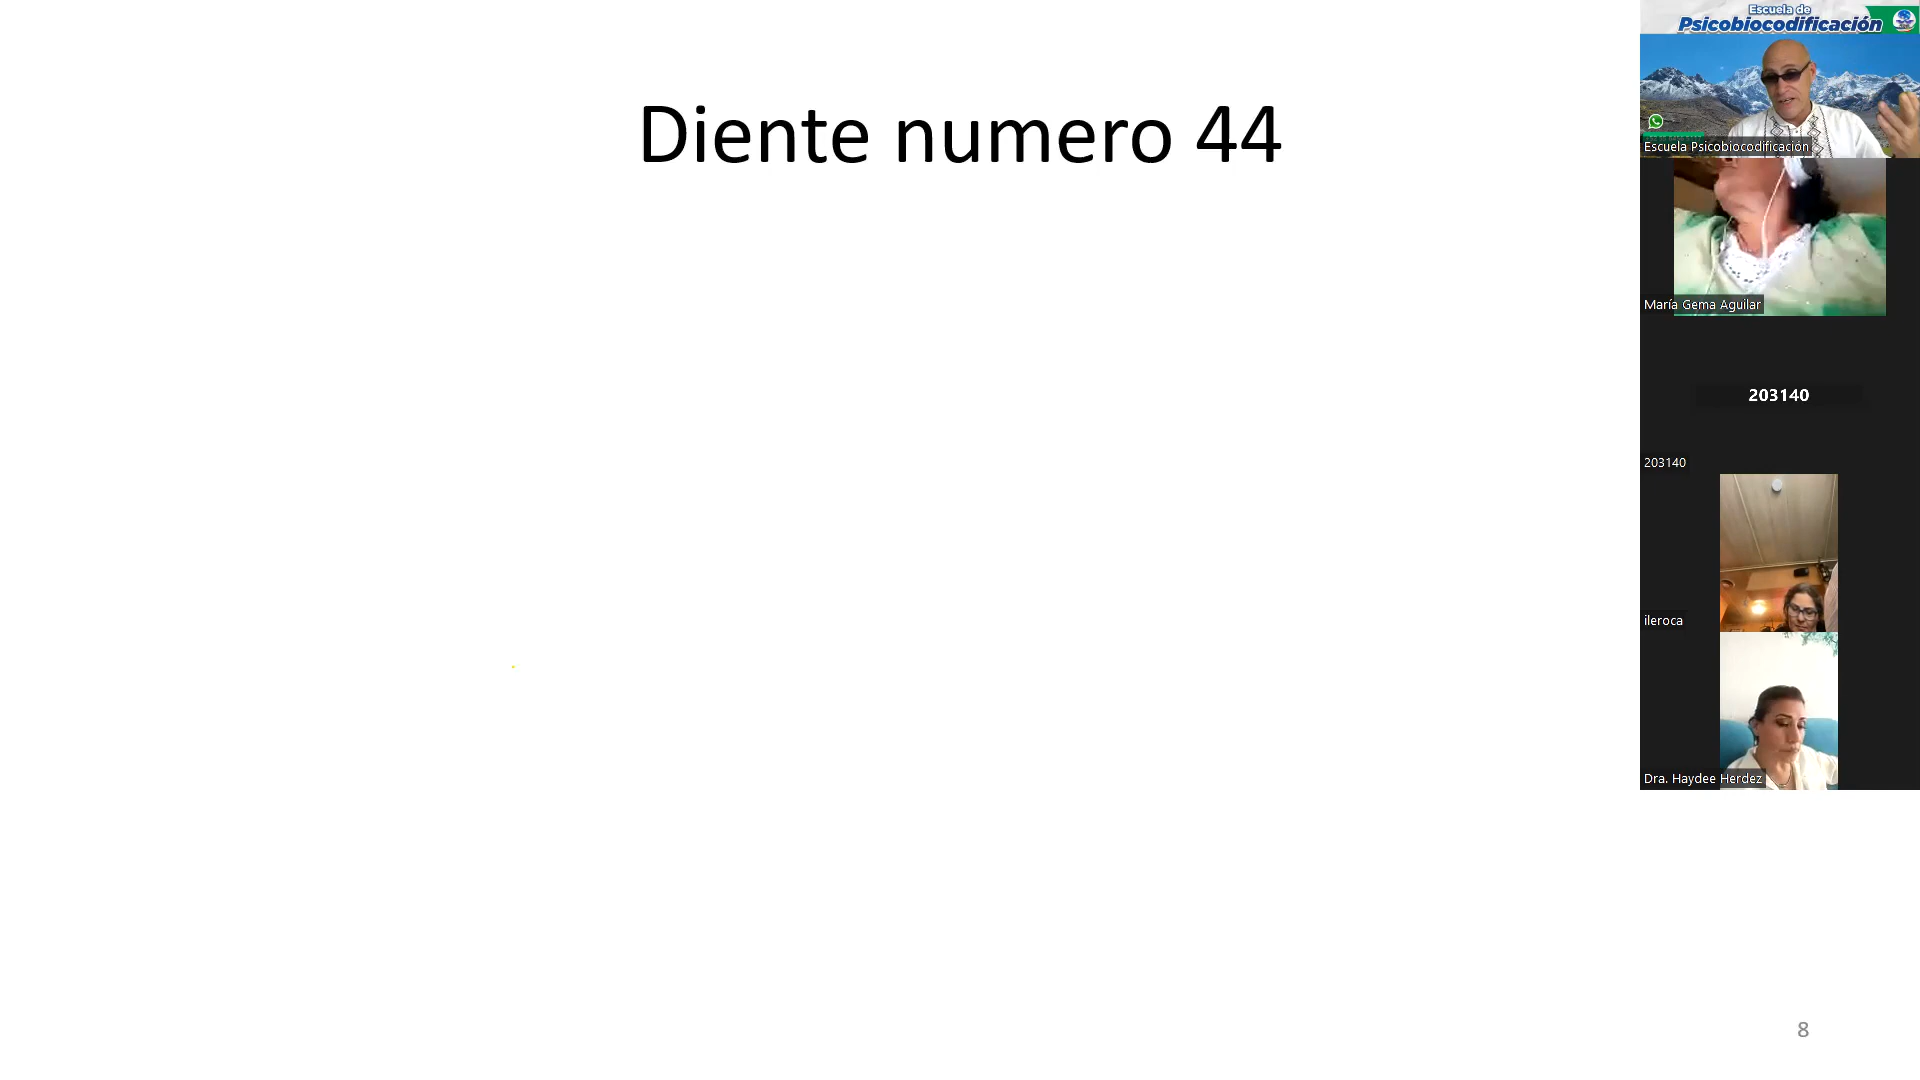 Diente numero 44
Escuela de
Psicobiocodificación
Escuela Psicobiocodificación
María Gema Aguilar
203140
203140
ileroca
Dra. Haydee Herdez
8